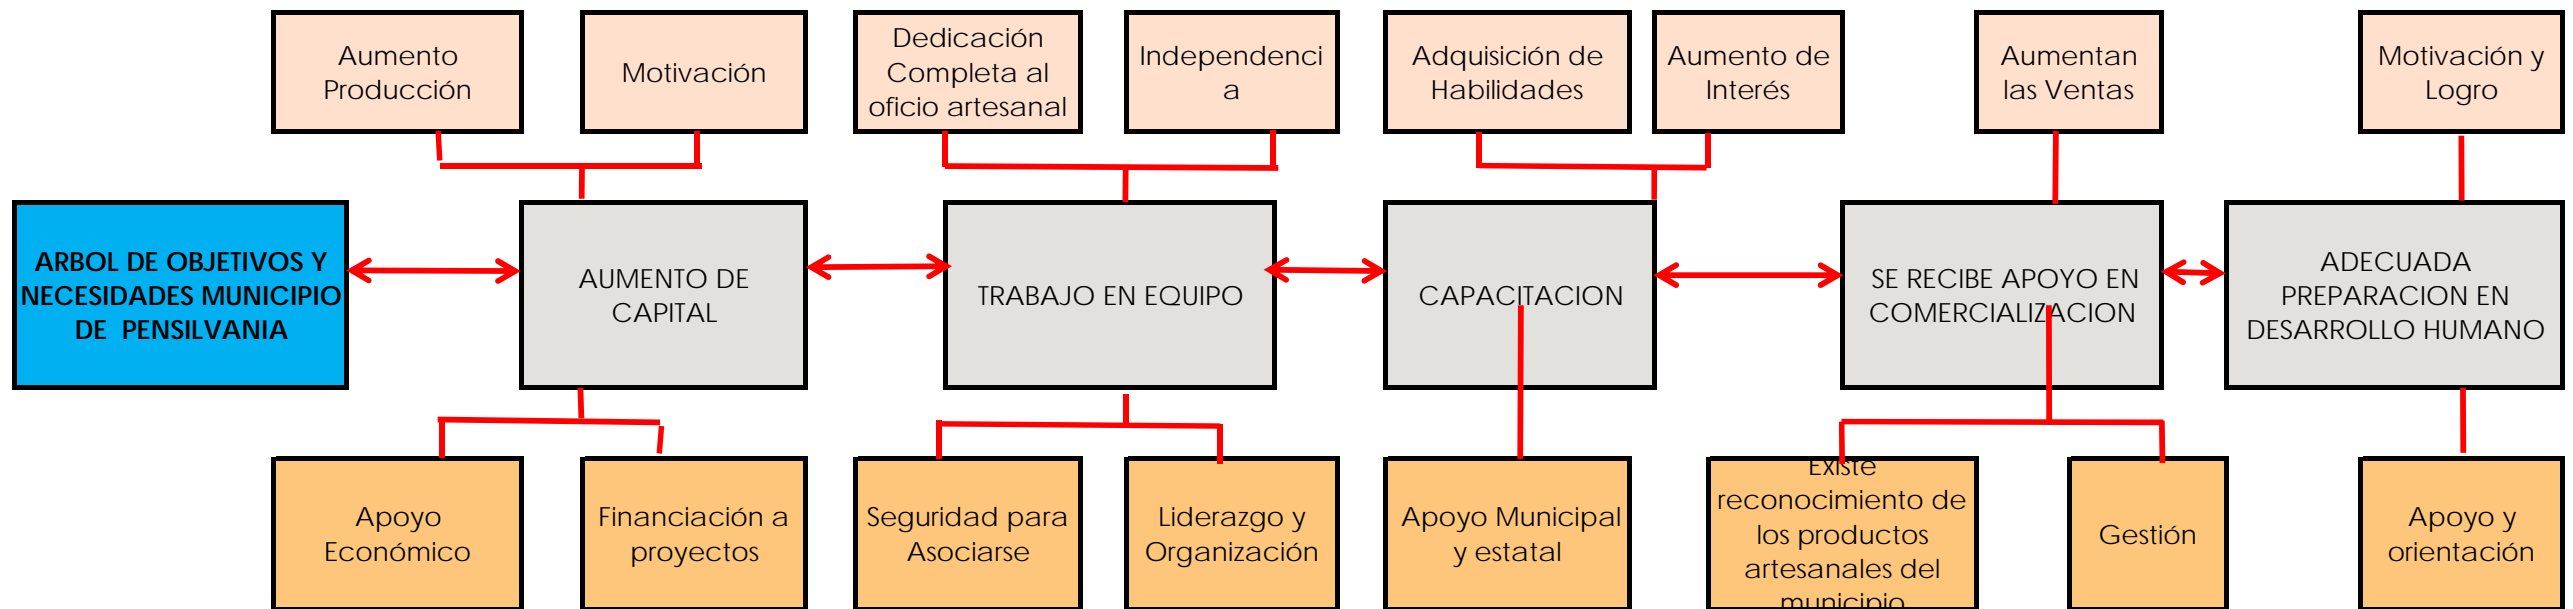 Aumento
Producción
Motivación
Dedicación
Completa al
oficio artesanal
Independenci
a
Adquisición de
Habilidades
Aumento de
Interés
Aumentan
las Ventas
Motivación y
Logro
ARBOL DE OBJETIVOS Y
NECESIDADES MUNICIPIO
DE PENSILVANIA
AUMENTO DE
CAPITAL
TRABAJO EN EQUIPO
CAPACITACION
SE RECIBE APOYO EN
COMERCIALIZACION
ADECUADA
PREPARACION EN
DESARROLLO HUMANO
Apoyo
Económico
Financiación a
proyectos
Seguridad para
Asociarse
Liderazgo y
Organización
Apoyo Municipal
y estatal
Existe
reconocimiento de
los productos
artesanales del
municipio
Gestión
Apoyo y
orientación